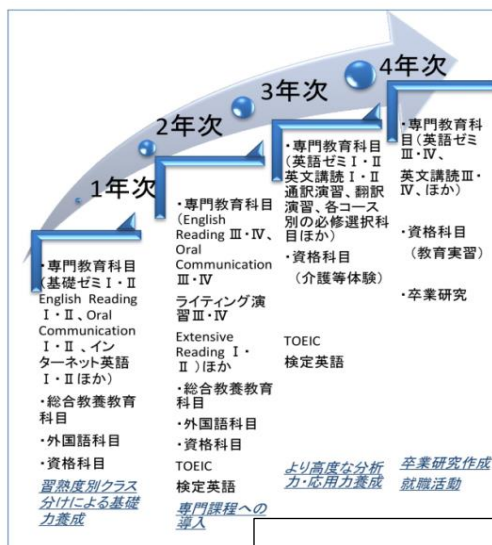 1年次
・専門教育科目
(基礎ゼミⅠ・Ⅱ
English Reading
Ⅰ・Ⅱ、Oral
Communication
Ⅰ・Ⅱ、イン
ターネット英語
Ⅰ・Ⅱほか)
・総合教養教育
科目
・外国語科目
・資格科目
習熟度別クラス
分けによる基礎
力養成
2年次
・専門教育科目
(English
Reading Ⅲ・Ⅳ、
Oral
Communication
Ⅲ・Ⅳ
ライティング演
習Ⅲ・Ⅳ
Extensive
Reading Ⅰ・
Ⅱ)ほか
・総合教養教育
科目
・外国語科目
・資格科目
TOEIC
検定英語
専門課程への
導入
3年次
・専門教育科目
(英語ゼミⅠ・Ⅱ
英文講読Ⅰ・Ⅱ
通訳演習、翻訳
演習、各コース
別の必修選択科
目ほか)
・資格科目
(介護等体験)
TOEIC
検定英語
より高度な分析
力・応用力養成
4年次
・専門教育科
目(英語ゼミ
Ⅲ・Ⅳ、
英文講読Ⅲ・
Ⅳ、ほか)
・資格科目
(教育実習)
・卒業研究
卒業研究作成
就職活動